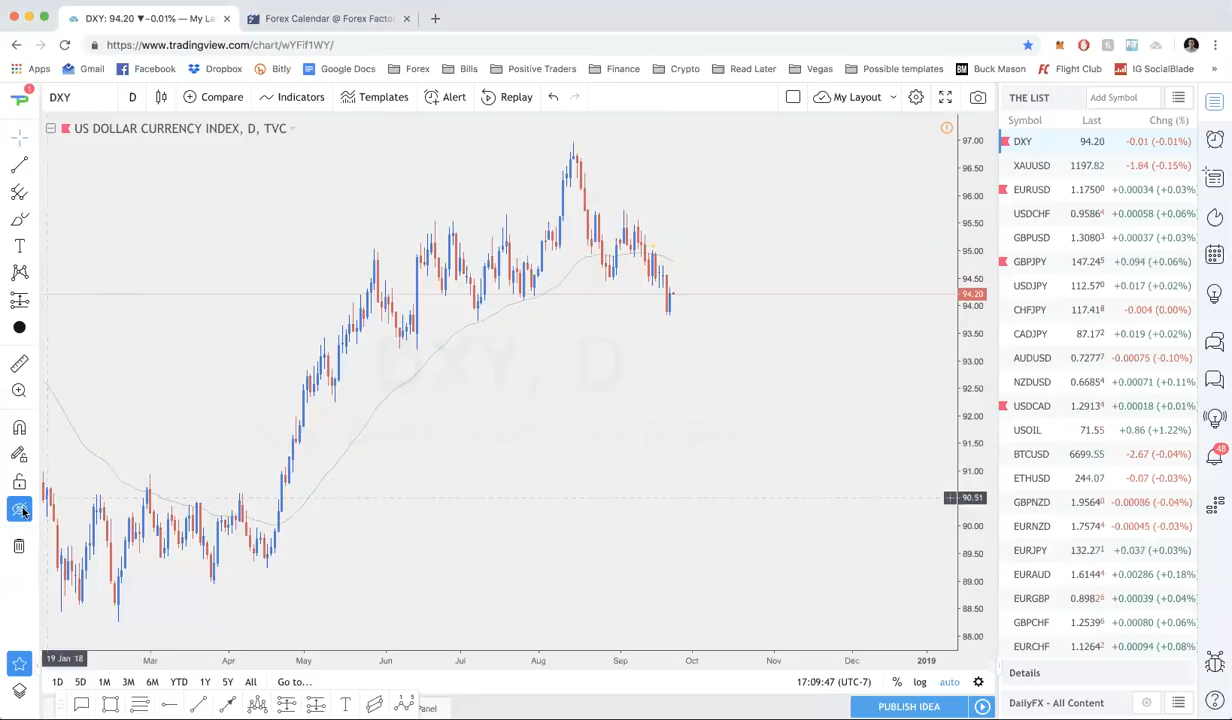 DXY: 94.20 ▼−0.01% — My La
Forex Calendar @ Forex Facto
https://www.tradingview.com/chart/wYFif1WY/
Apps Gmail Facebook Dropbox Bitly Google Docs Forex Bills Positive Traders Finance Crypto Read Later Vegas Possible templates BM Buck Mason FC Flight Club IG SocialBlade »
1 DXY D Compare Indicators Templates Alert Replay My Layout
THE LIST Add Symbol
US DOLLAR CURRENCY INDEX, D, TVC
Symbol Last Chng (%)
DXY 94.20 -0.01 (-0.01%)
XAUUSD 1197.82 -1.84 (-0.15%)
EURUSD 1.17500 +0.00034 (+0.03%)
USDCHF 0.95864 +0.00058 (+0.06%)
GBPUSD 1.30803 +0.00037 (+0.03%)
GBPJPY 147.245 +0.094 (+0.06%)
USDJPY 112.570 +0.017 (+0.02%)
CHFJPY 117.418 -0.004 (0.00%)
CADJPY 87.172 +0.019 (+0.02%)
AUDUSD 0.72777 -0.00075 (-0.10%)
NZDUSD 0.66854 +0.00071 (+0.11%)
USDCAD 1.29134 +0.00018 (+0.01%)
USOIL 71.55 +0.86 (+1.22%)
BTCUSD 6699.55 -2.67 (-0.04%)
ETHUSD 244.07 -0.07 (-0.03%)
GBPNZD 1.95640 -0.00086 (-0.04%)
EURNZD 1.75744 -0.00045 (-0.03%)
EURJPY 132.271 +0.037 (+0.03%)
EURAUD 1.61444 +0.00286 (+0.18%)
EURGBP 0.89826 +0.00039 (+0.04%)
GBPCHF 1.25396 +0.00080 (+0.06%)
EURCHF 1.12642 +0.00094 (+0.08%)
97.00
96.50
96.00
95.50
95.00
94.50
94.20
94.00
93.50
93.00
92.50
92.00
91.50
91.00
90.51
90.00
89.50
89.00
88.50
88.00
DXY, D
48
19 Jan '18 Mar Apr May Jun Jul Aug Sep Oct Nov Dec 2019
Details
1D 5D 1M 3M 6M YTD 1Y 5Y All Go to... 17:09:47 (UTC-7) % log auto
Panel
PUBLISH IDEA
DailyFX - All Content